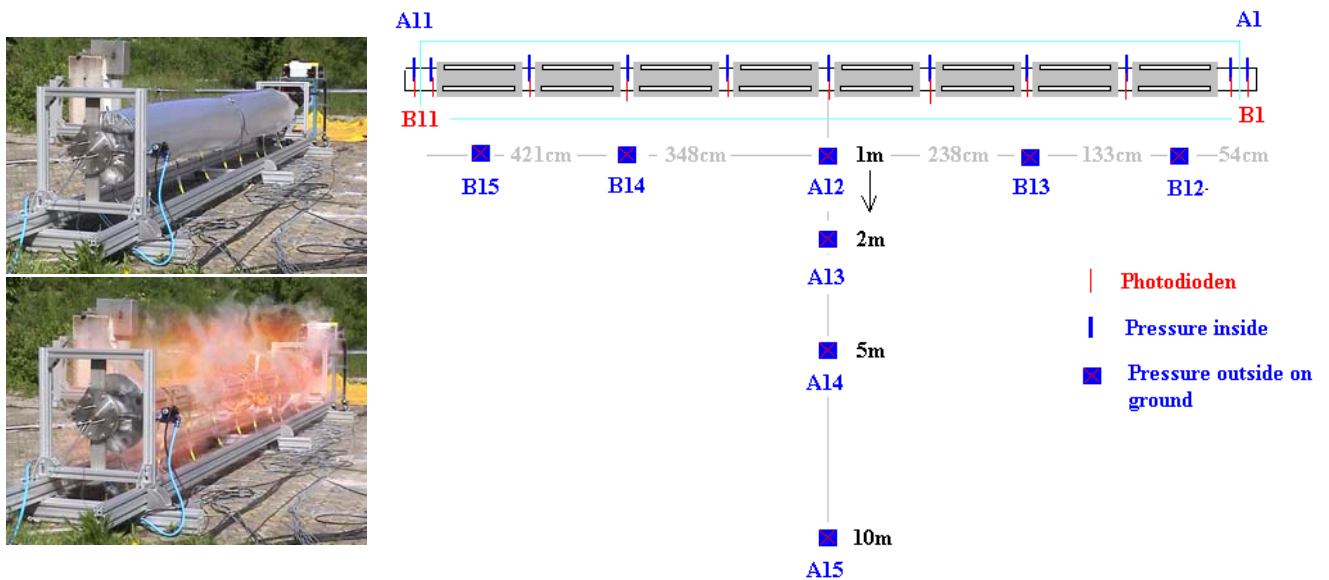 A11
A1
B11
B1
421cm
348cm
1m
238cm
133cm
54cm
B15
B14
A12
B13
B12-
2m
A13
Photodioden
Pressure inside
5m
A14
Pressure outside on
ground
10m
A15